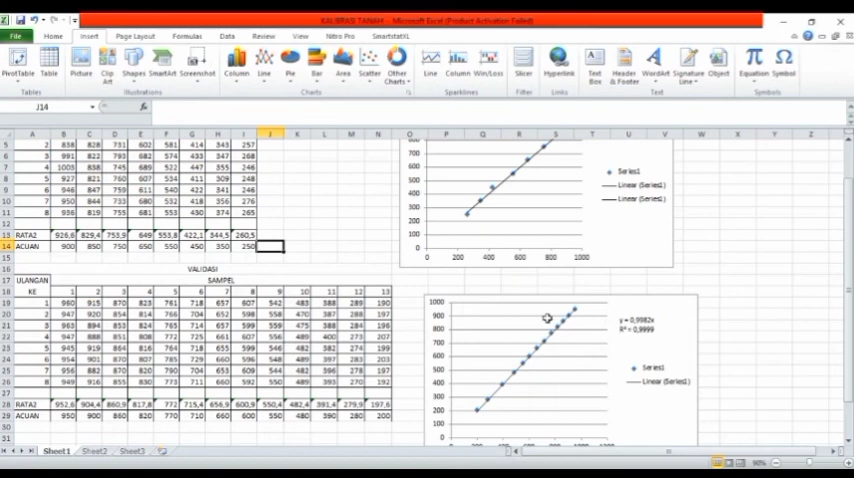 KALIBRASI TANAH - Microsoft Excel (Product Activation Failed)
File Home Insert Page Layout Formulas Data Review View Nitro Pro SmartstatXL
PivotTable Table Picture Clip Art Shapes SmartArt Screenshot Column Line Pie Bar Area Scatter Other Charts Line Column Win/Loss Slicer Hyperlink Text Box Header & Footer WordArt Signature Line Object Equation Symbol
Tables Illustrations Charts Sparklines Filter Links Text Symbols
J14 fx
A B C D E F G H I J K L M N O P Q R S T U V W X Y Z
5 2 838 828 731 602 581 414 343 257
6 3 991 822 793 682 574 433 347 268
7 4 1003 838 745 689 522 447 355 246
8 5 927 821 760 607 534 411 309 248
9 6 946 847 759 611 540 422 341 246
10 7 950 844 733 680 532 418 356 276
11 8 936 819 755 681 553 430 374 265
12
13 RATA2 926,6 829,4 753,9 649 553,8 422,1 344,5 260,5
14 ACUAN 900 850 750 650 550 450 350 250
15
16 VALIDASI
17 ULANGAN SAMPEL
18 KE 1 2 3 4 5 6 7 8 9 10 11 12 13
19 1 960 915 870 823 761 718 657 607 542 483 388 289 190
20 2 947 920 854 814 766 704 652 598 558 470 387 288 197
21 3 963 894 853 824 765 714 657 599 559 475 388 284 196
22 4 947 888 851 808 772 725 661 607 556 489 400 273 207
23 5 945 919 864 816 764 718 655 598 546 482 382 274 199
24 6 954 901 870 807 785 729 660 596 548 489 397 283 203
25 7 956 882 870 820 790 704 653 609 544 482 396 278 197
26 8 949 916 855 830 773 711 660 592 550 489 393 270 192
27
28 RATA2 952,6 904,4 860,9 817,8 772 715,4 656,9 600,9 550,4 482,4 391,4 279,9 197,6
29 ACUAN 950 900 860 820 770 710 660 600 550 480 390 280 200
30
31
800
700
600
500
400
300
200
100
0
0 200 400 600 800 1000
Series1
Linear (Series1)
Linear (Series1)
1000
900
800
700
600
500
400
300
200
100
0
y = 0,9982x
R² = 0,9999
Series1
Linear (Series1)
Sheet1 Sheet2 Sheet3
90%